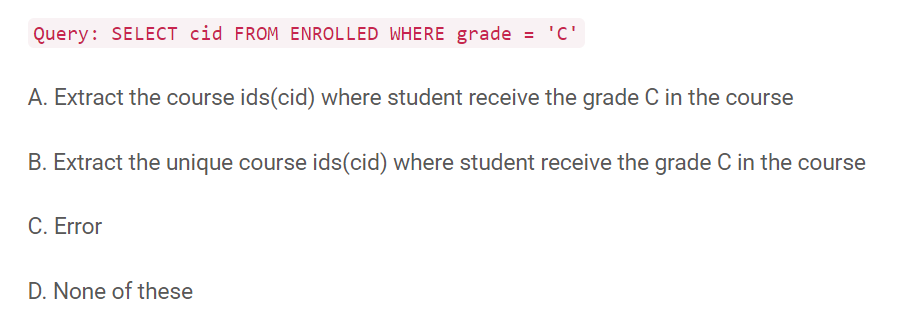 Query: SELECT cid FROM ENROLLED WHERE grade = 'C'
A. Extract the course ids(cid) where student receive the grade C in the course
B. Extract the unique course ids(cid) where student receive the grade C in the course
C. Error
D. None of these